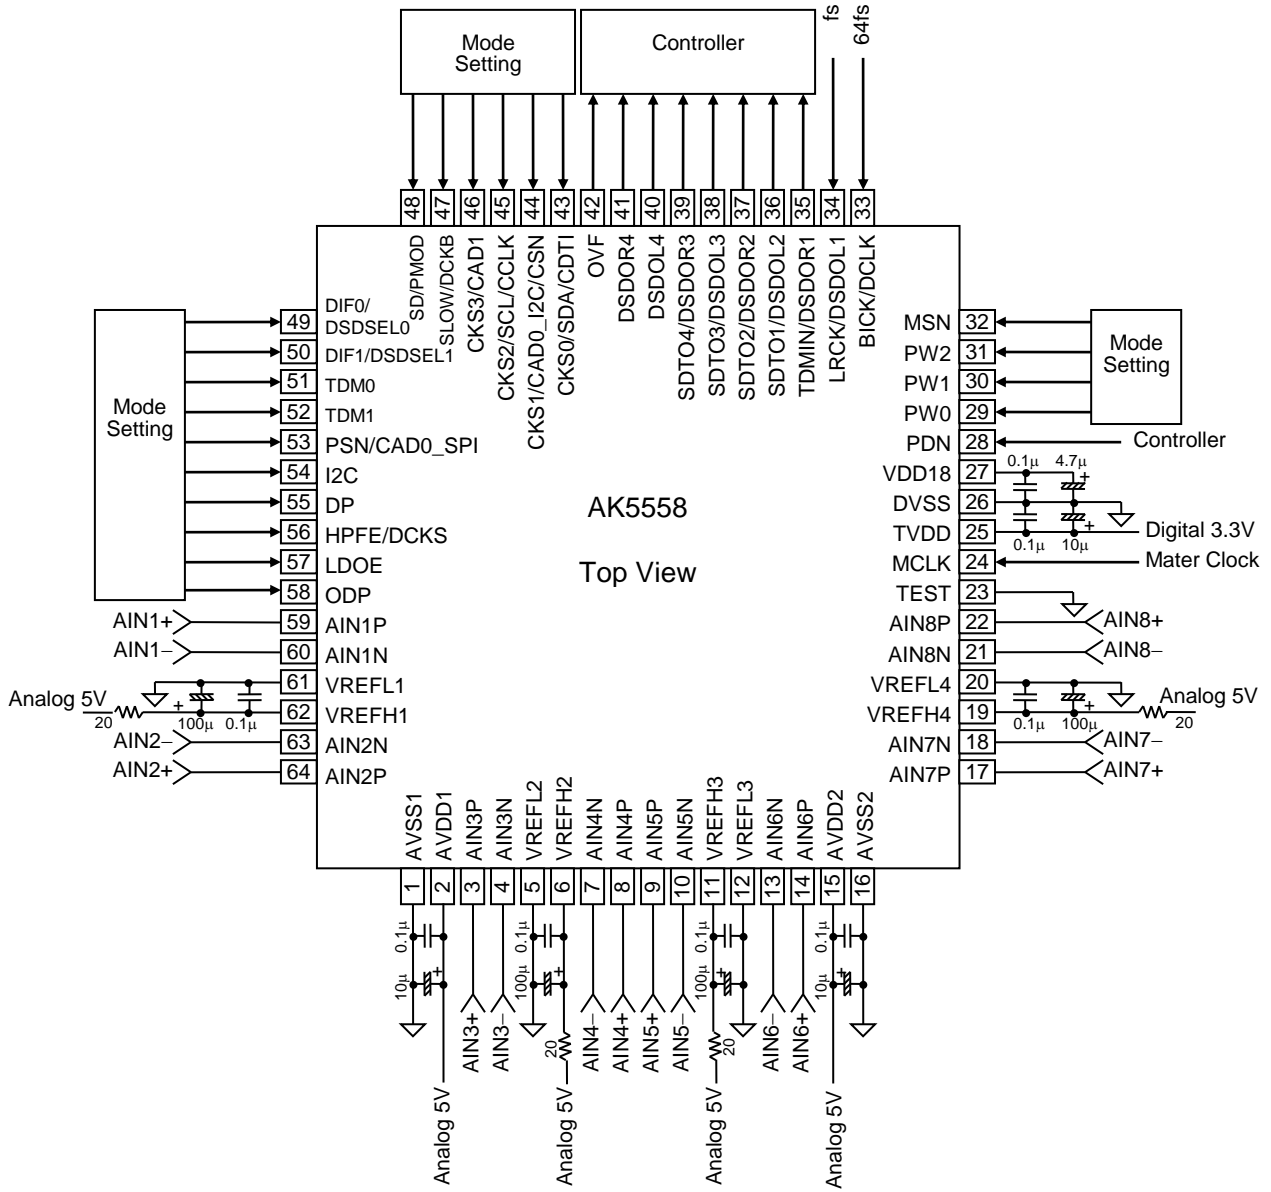 Mode
Setting
Controller
fs
64fs
48
47
46
45
44
43
42
41
40
39
38
37
36
35
34
33
SD/PMOD
SLOW/DCKB
CKS3/CAD1
CKS2/SCL/CCLK
CKS1/CAD0_I2C/CSN
CKS0/SDA/CDTI
OVF
DSDOR4
DSDOL4
SDTO4/DSDOR3
SDTO3/DSDOL3
SDTO2/DSDOR2
SDTO1/DSDOL2
TDMIN/DSDOR1
LRCK/DSDOL1
BICK/DCLK
Mode
Setting
49 DIF0/
DSDSEL0
50 DIF1/DSDSEL1
51 TDM0
52 TDM1
53 PSN/CAD0_SPI
54 I2C
55 DP
56 HPFE/DCKS
57 LDOE
58 ODP
AIN1+ 59 AIN1P
AIN1− 60 AIN1N
61 VREFL1
Analog 5V 20 + 100μ 0.1μ 62 VREFH1
AIN2− 63 AIN2N
AIN2+ 64 AIN2P
AK5558
Top View
MSN 32
PW2 31
PW1 30
PW0 29
Mode
Setting
PDN 28 Controller
VDD18 27 0.1μ 4.7μ +
DVSS 26
TVDD 25 0.1μ 10μ + Digital 3.3V
MCLK 24 Mater Clock
TEST 23
AIN8P 22 AIN8+
AIN8N 21 AIN8−
VREFL4 20
VREFH4 19 0.1μ 100μ + 20 Analog 5V
AIN7N 18 AIN7−
AIN7P 17 AIN7+
AVSS1
AVDD1
AIN3P
AIN3N
VREFL2
VREFH2
AIN4N
AIN4P
AIN5P
AIN5N
VREFH3
VREFL3
AIN6N
AIN6P
AVDD2
AVSS2
1
2
3
4
5
6
7
8
9
10
11
12
13
14
15
16
0.1μ
0.1μ
0.1μ
0.1μ
10μ
+
100μ
+
100μ
+
10μ
+
AIN3+
AIN3−
20
AIN4−
AIN4+
AIN5+
AIN5−
20
AIN6−
AIN6+
Analog 5V
Analog 5V
Analog 5V
Analog 5V